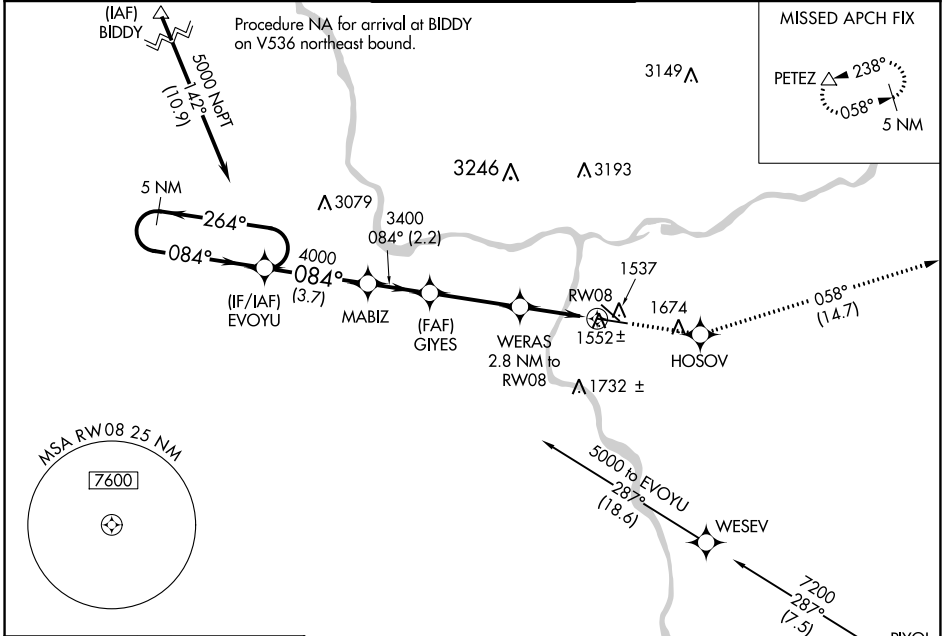 (IAF)
BIDDY
Procedure NA for arrival at BIDDY
on V536 northeast bound.
MISSED APCH FIX
PETEZ
238°
058°
5 NM
5000 NoPT
142°
(10.9)
3149
3246
3193
3079
5 NM
264°
084°
3400
084° (2.2)
4000
084°
(3.7)
(IF/IAF)
EVOYU
MABIZ
(FAF)
GIYES
WERAS
2.8 NM to
RW08
RW08
1537
1552 ±
1674
HOSOV
058°
(14.7)
1732 ±
MSA RW08 25 NM
7600
5000 to EVOYU
287°
(18.6)
WESEV
7200
287°
(7.5)